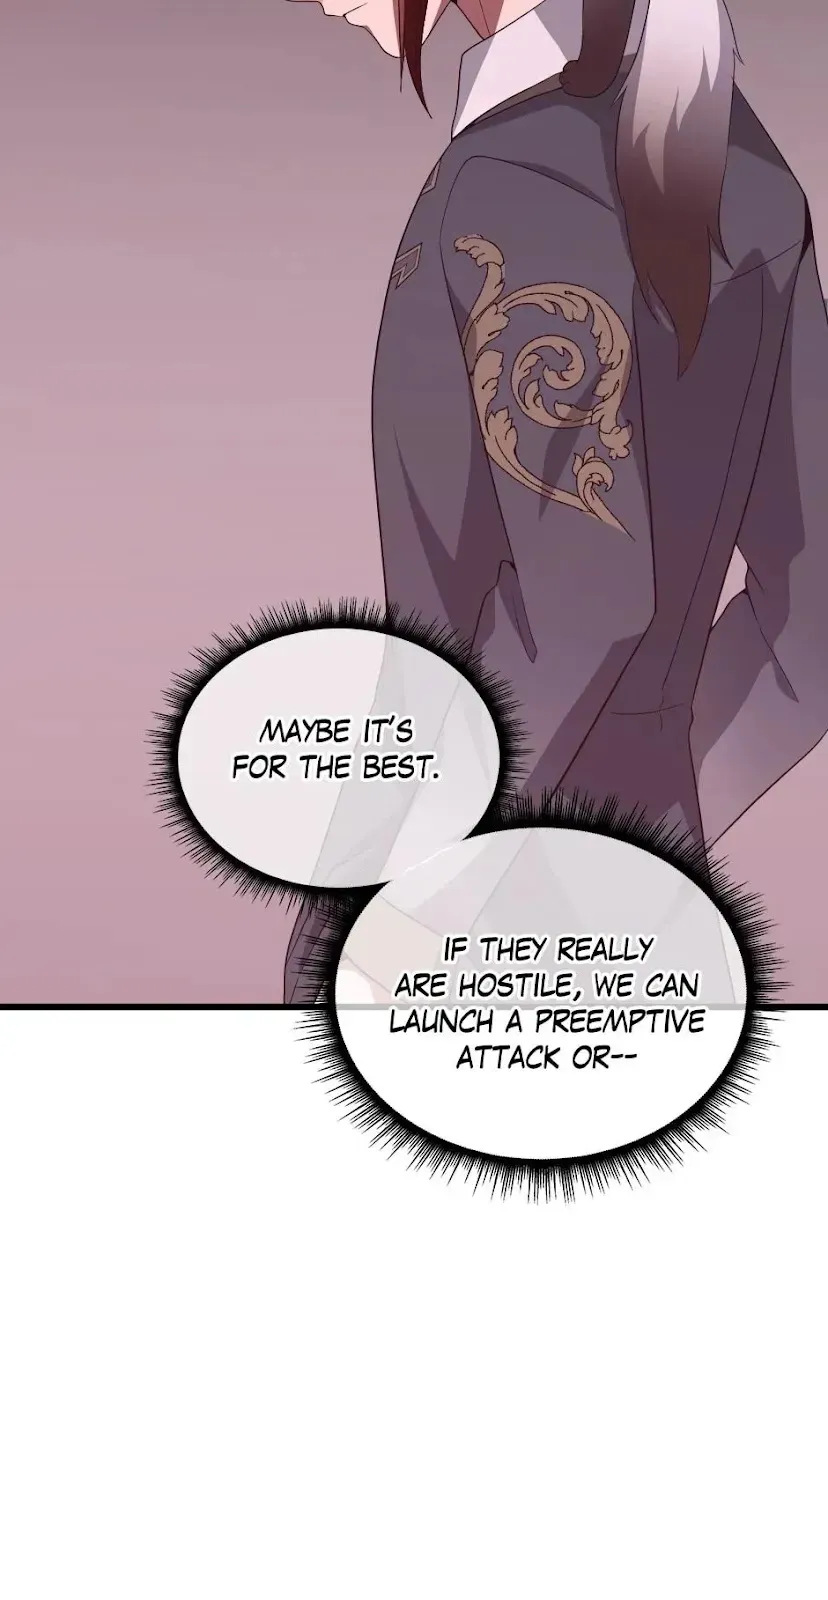 MAYBE IT'S
FOR THE BEST.
IF THEY REALLY
ARE HOSTILE, WE CAN
LAUNCH A PREEMPTIVE
ATTACK OR--